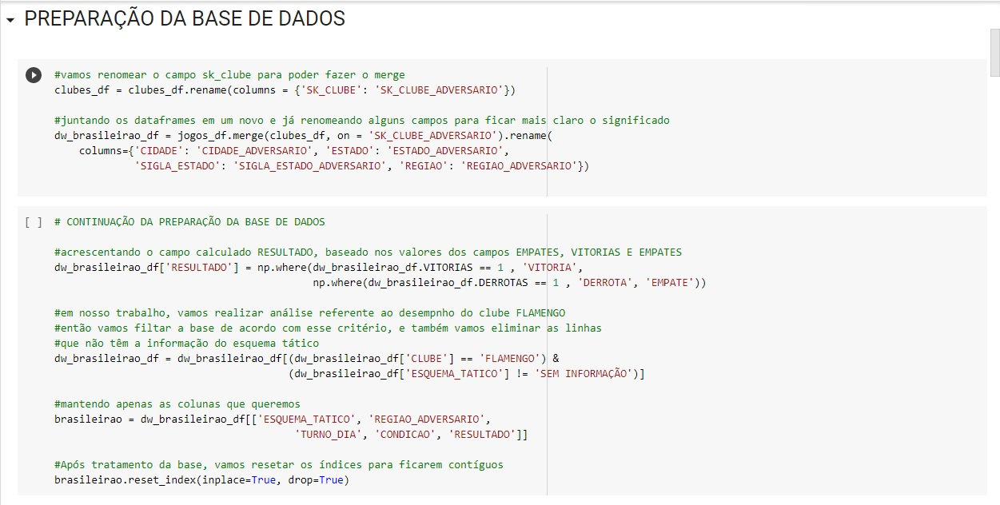 PREPARAÇÃO DA BASE DE DADOS
#vamos renomear o campo sk_clube para poder fazer o merge
clubes_df = clubes_df.rename(columns = {'SK_CLUBE': 'SK_CLUBE_ADVERSARIO'})
#juntando os dataframes em um novo e já renomeando alguns campos para ficar mais claro o significado
dw_brasileirao_df = jogos_df.merge(clubes_df, on = 'SK_CLUBE_ADVERSARIO').rename(
columns={'CIDADE': 'CIDADE_ADVERSARIO', 'ESTADO': 'ESTADO_ADVERSARIO',
'SIGLA_ESTADO': 'SIGLA_ESTADO_ADVERSARIO', 'REGIAO': 'REGIAO_ADVERSARIO'})
[ ] # CONTINUAÇÃO DA PREPARAÇÃO DA BASE DE DADOS
#acrescentando o campo calculado RESULTADO, baseado nos valores dos campos EMPATES, VITORIAS E EMPATES
dw_brasileirao_df['RESULTADO'] = np.where(dw_brasileirao_df.VITORIAS == 1 , 'VITORIA',
np.where(dw_brasileirao_df.DERROTAS == 1 , 'DERROTA', 'EMPATE'))
#em nosso trabalho, vamos realizar análise referente ao desempnho do clube FLAMENGO
#então vamos filtar a base de acordo com esse critério, e também vamos eliminar as linhas
#que não têm a informação do esquema tático
dw_brasileirao_df = dw_brasileirao_df[(dw_brasileirao_df['CLUBE'] == 'FLAMENGO') &
(dw_brasileirao_df['ESQUEMA_TATICO'] != 'SEM INFORMAÇÃO')]
#mantendo apenas as colunas que queremos
brasileirao = dw_brasileirao_df[['ESQUEMA_TATICO', 'REGIAO_ADVERSARIO',
'TURNO_DIA', 'CONDICAO', 'RESULTADO']]
#Após tratamento da base, vamos resetar os índices para ficarem contíguos
brasileirao.reset_index(inplace=True, drop=True)